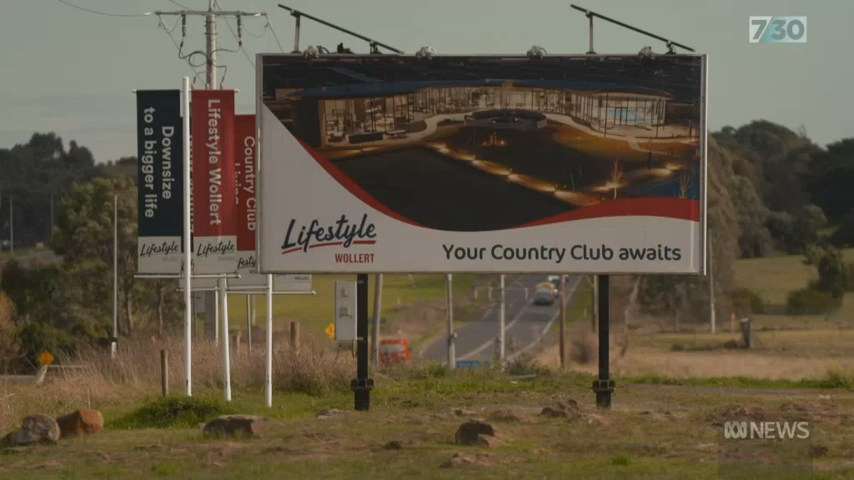 7.30
Downsize
to a bigger life
Lifestyle
Lifestyle Wollert
Lifestyle
Country Club
Living
Lifestyle
WOLLERT
Your Country Club awaits
ABC NEWS